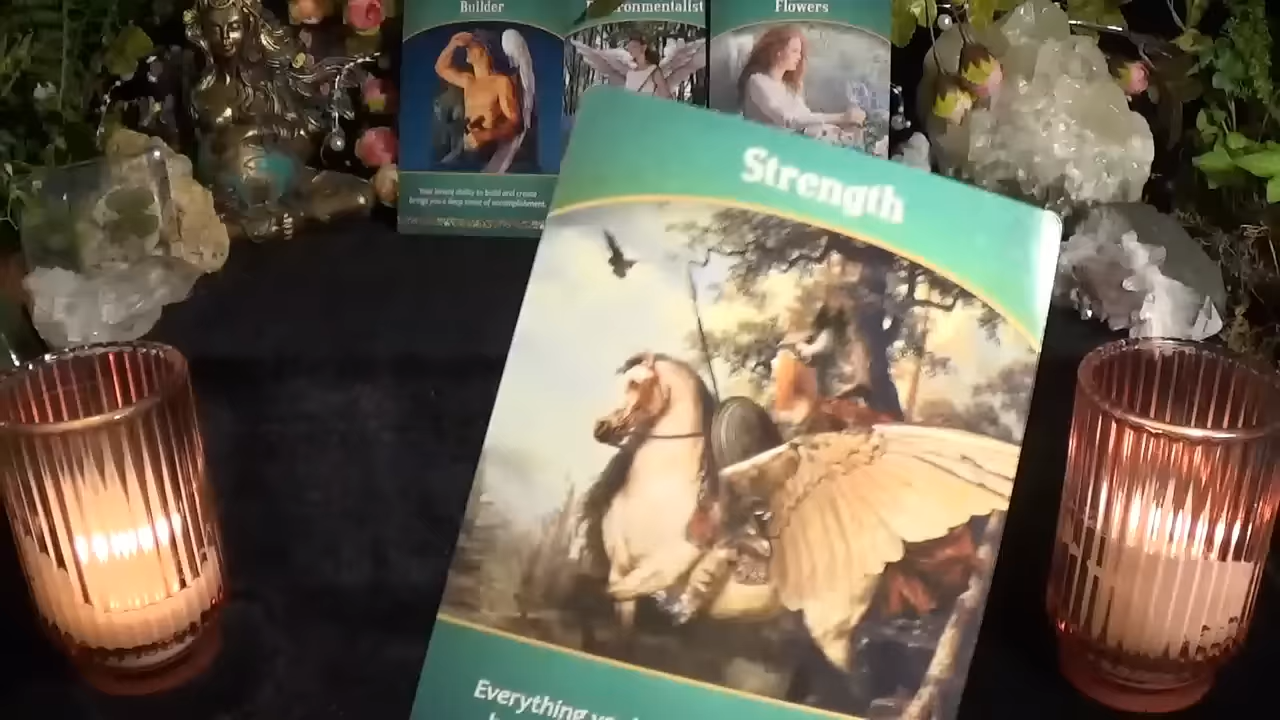 Builder
ronmentalist
Flowers
Your innate ability to build and create
brings you a deep sense of accomplishment.
Strength
Everything